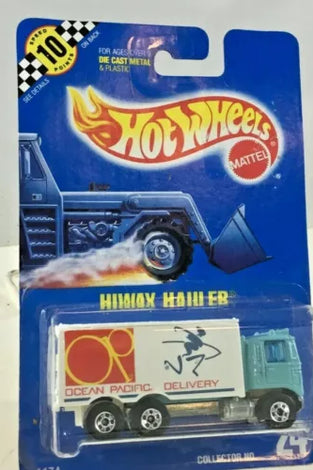 SPEED
10
POINTS
SEE DETAILS
ON BACK
FOR AGES OVER 3
DIE CAST METAL
& PLASTIC
HOT WHEELS
MATTEL
HIWAY HAULER®
OP
OCEAN PACIFIC DELIVERY
COLLECTOR NO.